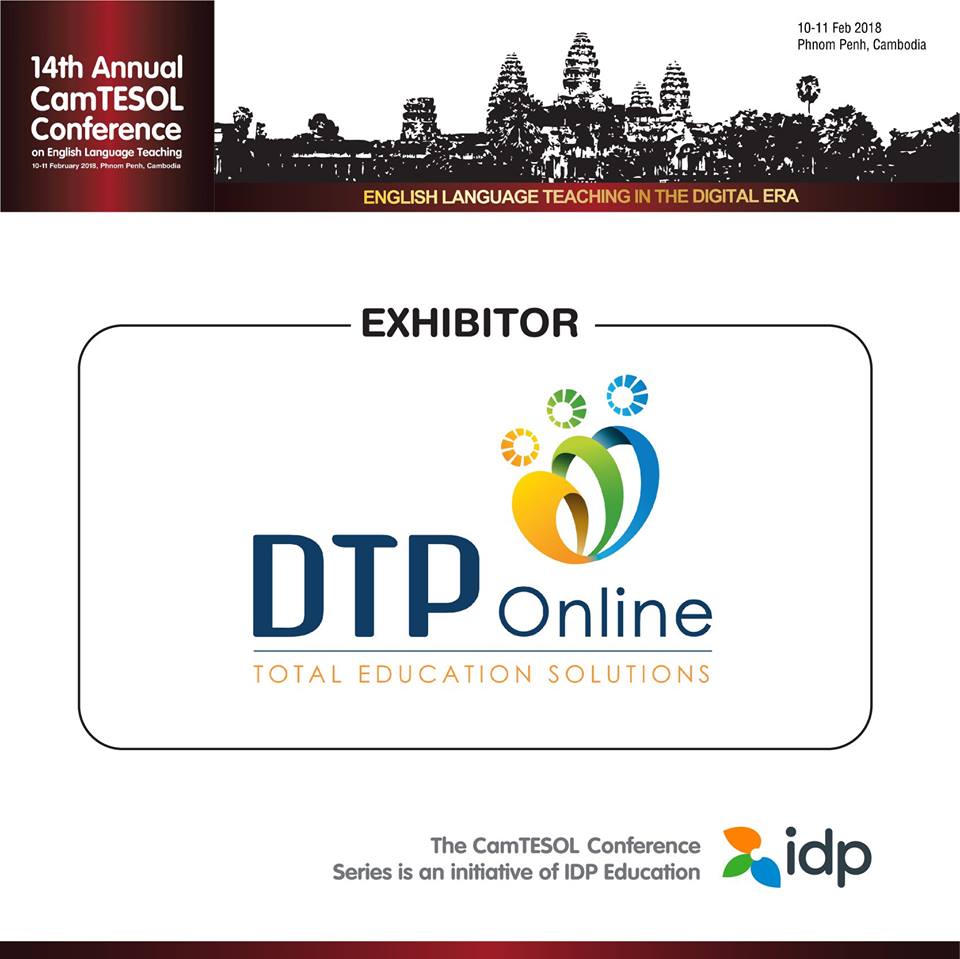 14th Annual
CamTESOL
Conference
on English Language Teaching
10-11 February 2018, Phnom Penh, Cambodia
10-11 Feb 2018
Phnom Penh, Cambodia
ENGLISH LANGUAGE TEACHING IN THE DIGITAL ERA
EXHIBITOR
DTP Online
TOTAL EDUCATION SOLUTIONS
The CamTESOL Conference
Series is an initiative of IDP Education
idp